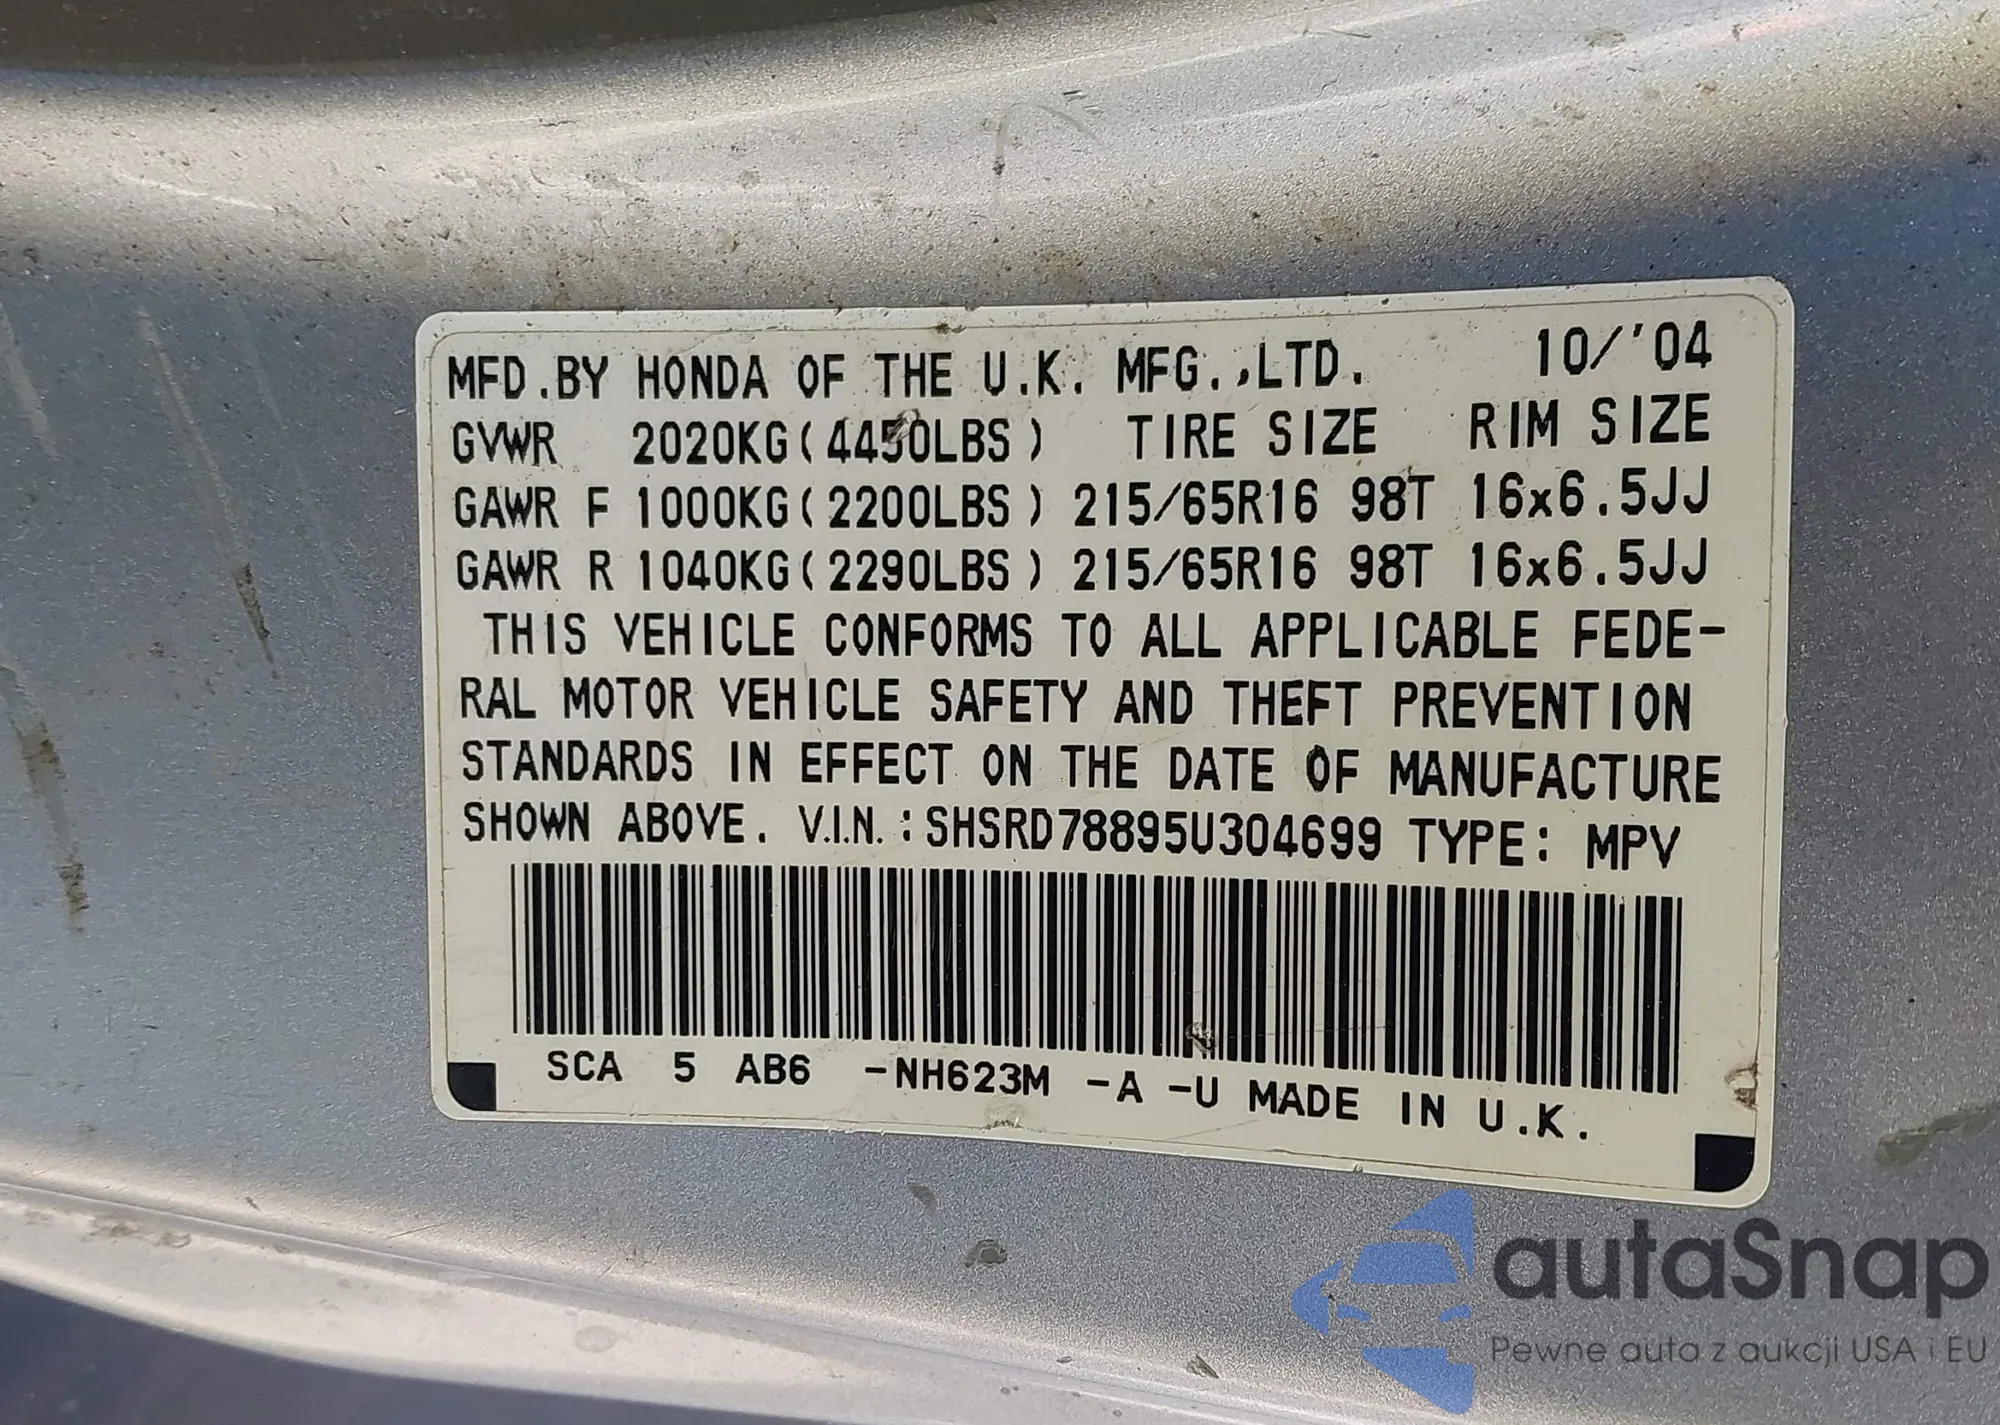 MFD.BY HONDA OF THE U.K. MFG.,LTD. 10/'04
GVWR 2020KG(4450LBS) TIRE SIZE RIM SIZE
GAWR F 1000KG(2200LBS) 215/65R16 98T 16x6.5JJ
GAWR R 1040KG(2290LBS) 215/65R16 98T 16x6.5JJ
THIS VEHICLE CONFORMS TO ALL APPLICABLE FEDE-
RAL MOTOR VEHICLE SAFETY AND THEFT PREVENTION
STANDARDS IN EFFECT ON THE DATE OF MANUFACTURE
SHOWN ABOVE. V.I.N.:SHSRD78895U304699 TYPE: MPV
SCA 5 AB6 -NH623M -A -U MADE IN U.K.
autaSnap
Pewne auta z aukcji USA i EU